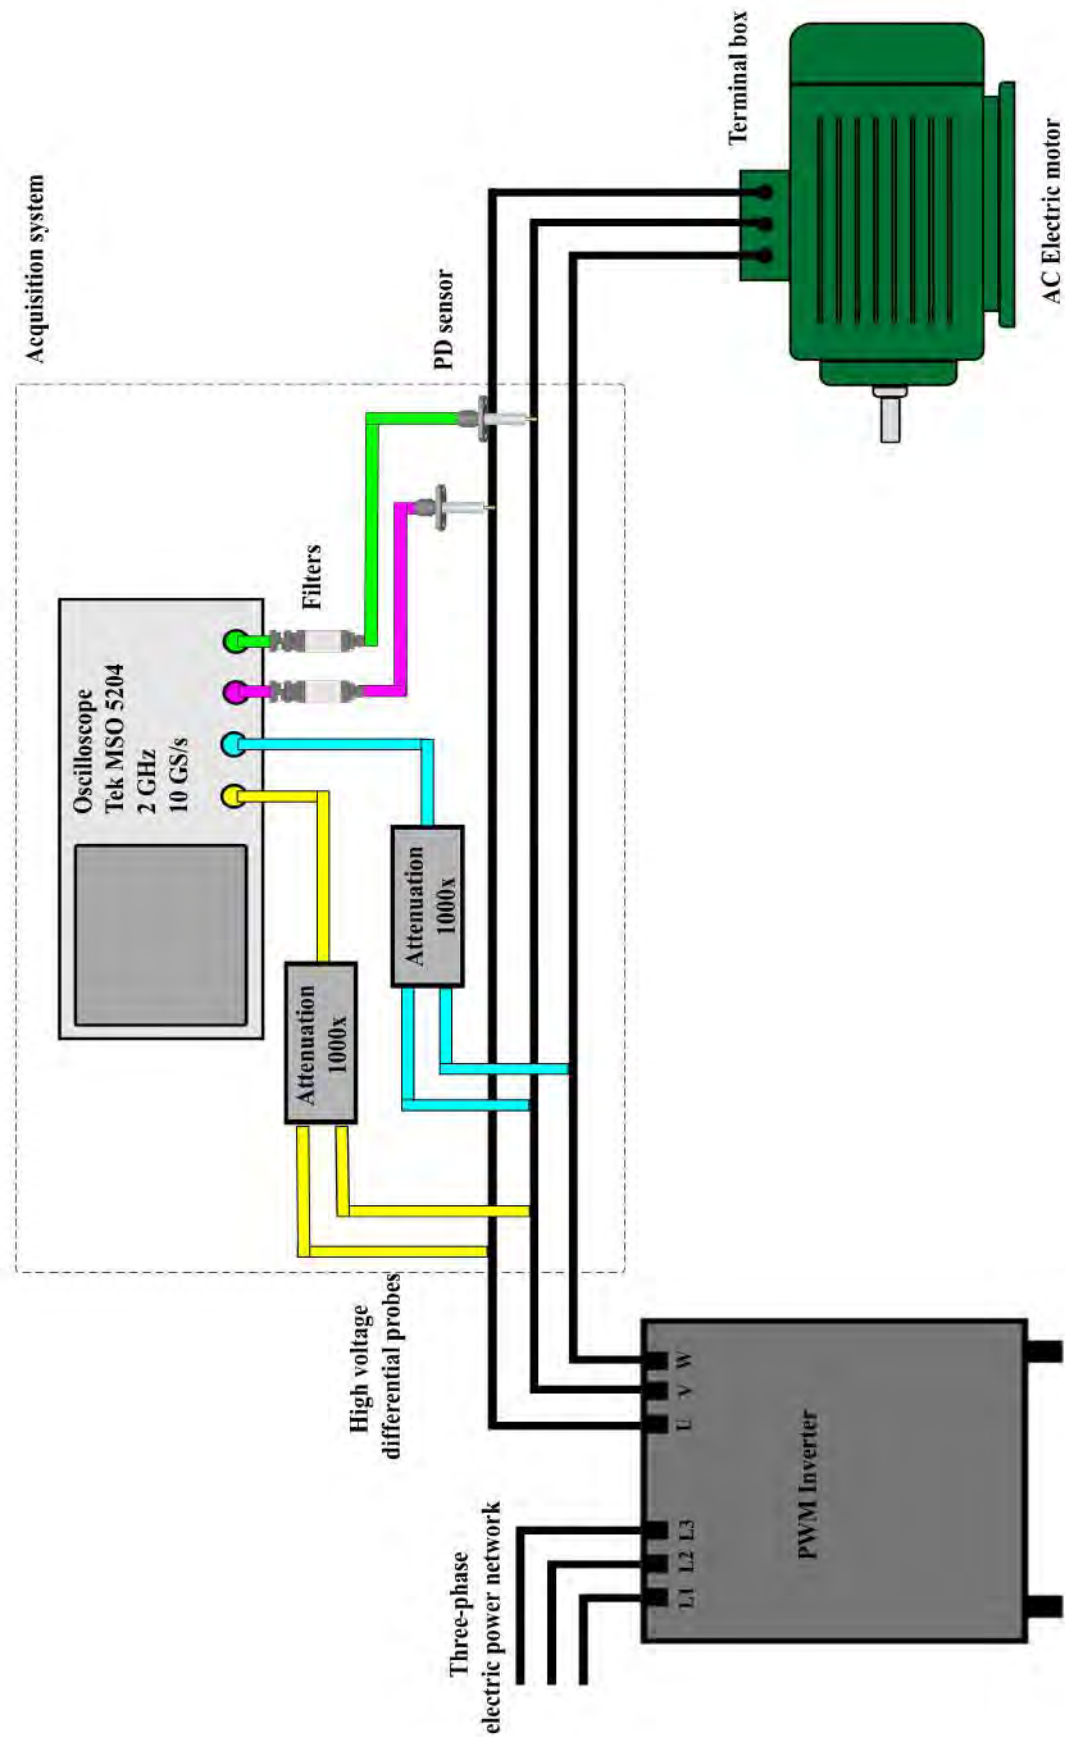 Acquisition system
Oscilloscope
Tek MSO 5204
2 GHz
10 GS/s
Filters
PD sensor
Terminal box
AC Electric motor
Attenuation
1000x
Attenuation
1000x
High voltage
differential probes
Three-phase
electric power network
L1 L2 L3
U V W
PWM Inverter